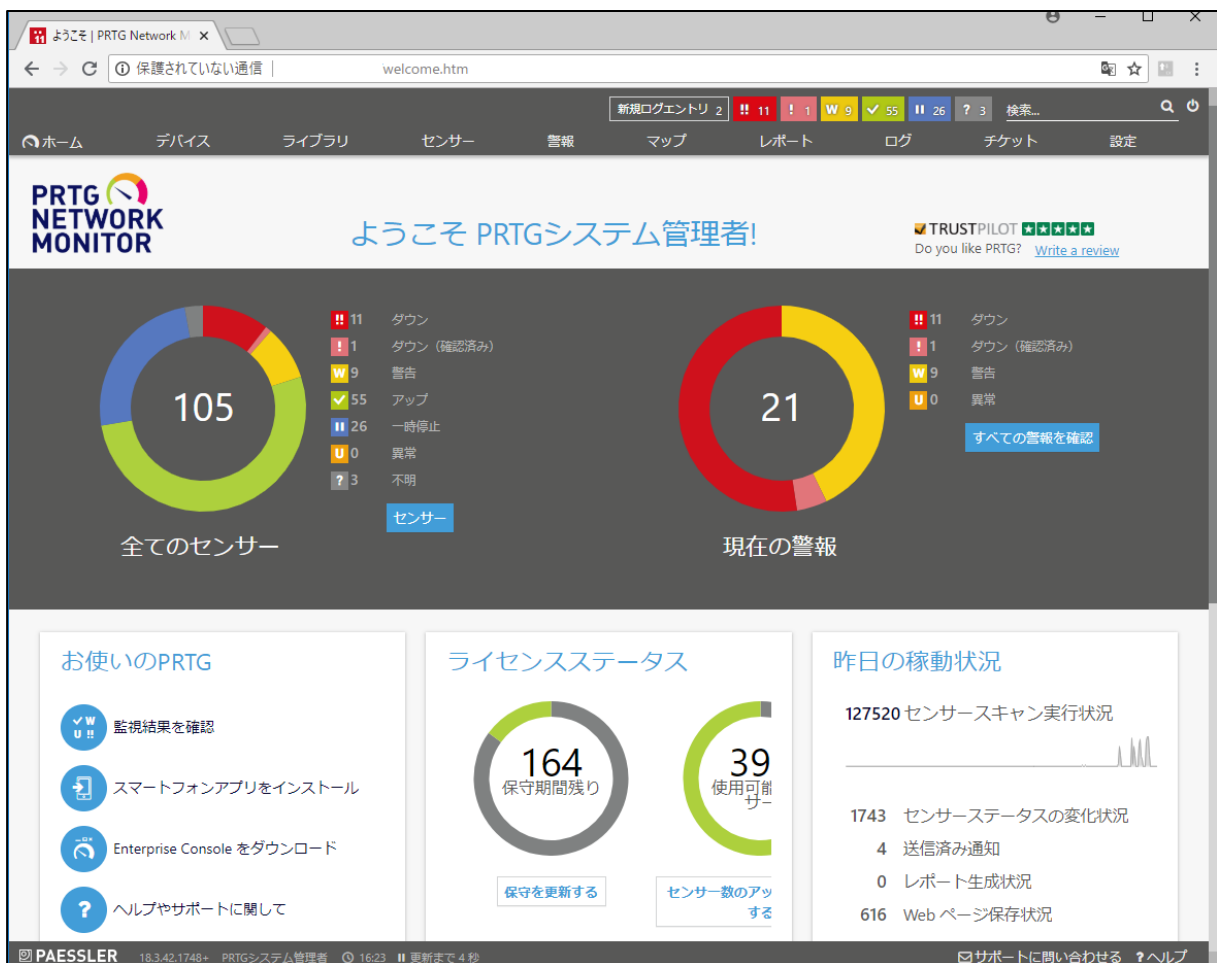 ようこそ | PRTG Network M
保護されていない通信 | welcome.htm
新規ログエントリ 2 !! 11 ! 1 W 9 55 26 ? 3 検索...
ホーム デバイス ライブラリ センサー 警報 マップ レポート ログ チケット 設定
PRTG
NETWORK
MONITOR
ようこそ PRTGシステム管理者!
TRUSTPILOT
Do you like PRTG? Write a review
105
全てのセンサー
!! 11 ダウン
! 1 ダウン（確認済み）
W 9 警告
55 アップ
26 一時停止
U 0 異常
? 3 不明
センサー
21
現在の警報
!! 11 ダウン
! 1 ダウン（確認済み）
W 9 警告
U 0 異常
すべての警報を確認
お使いのPRTG
W U !! 監視結果を確認
スマートフォンアプリをインストール
Enterprise Console をダウンロード
? ヘルプやサポートに関して
ライセンスステータス
164
保守期間残り
保守を更新する
39
使用可能
サー
センサー数のアッ
する
昨日の稼動状況
127520 センサースキャン実行状況
1743 センサーステータスの変化状況
4 送信済み通知
0 レポート生成状況
616 Web ページ保存状況
PAESSLER 18.3.42.1748+ PRTGシステム管理者 16:23 更新まで 4 秒 サポートに問い合わせる ? ヘルプ